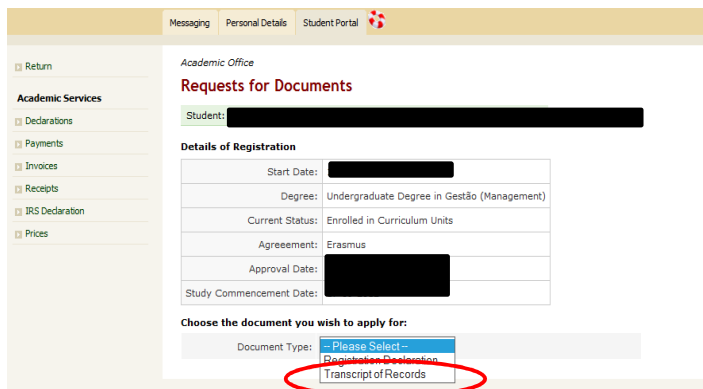 Messaging Personal Details Student Portal
Return
Academic Services
Declarations
Payments
Invoices
Receipts
IRS Declaration
Prices
Academic Office
Requests for Documents
Student:
Details of Registration
Start Date:
Degree: Undergraduate Degree in Gestão (Management)
Current Status: Enrolled in Curriculum Units
Agreeement: Erasmus
Approval Date:
Study Commencement Date:
Choose the document you wish to apply for:
Document Type: -- Please Select --
Registration Declaration
Transcript of Records